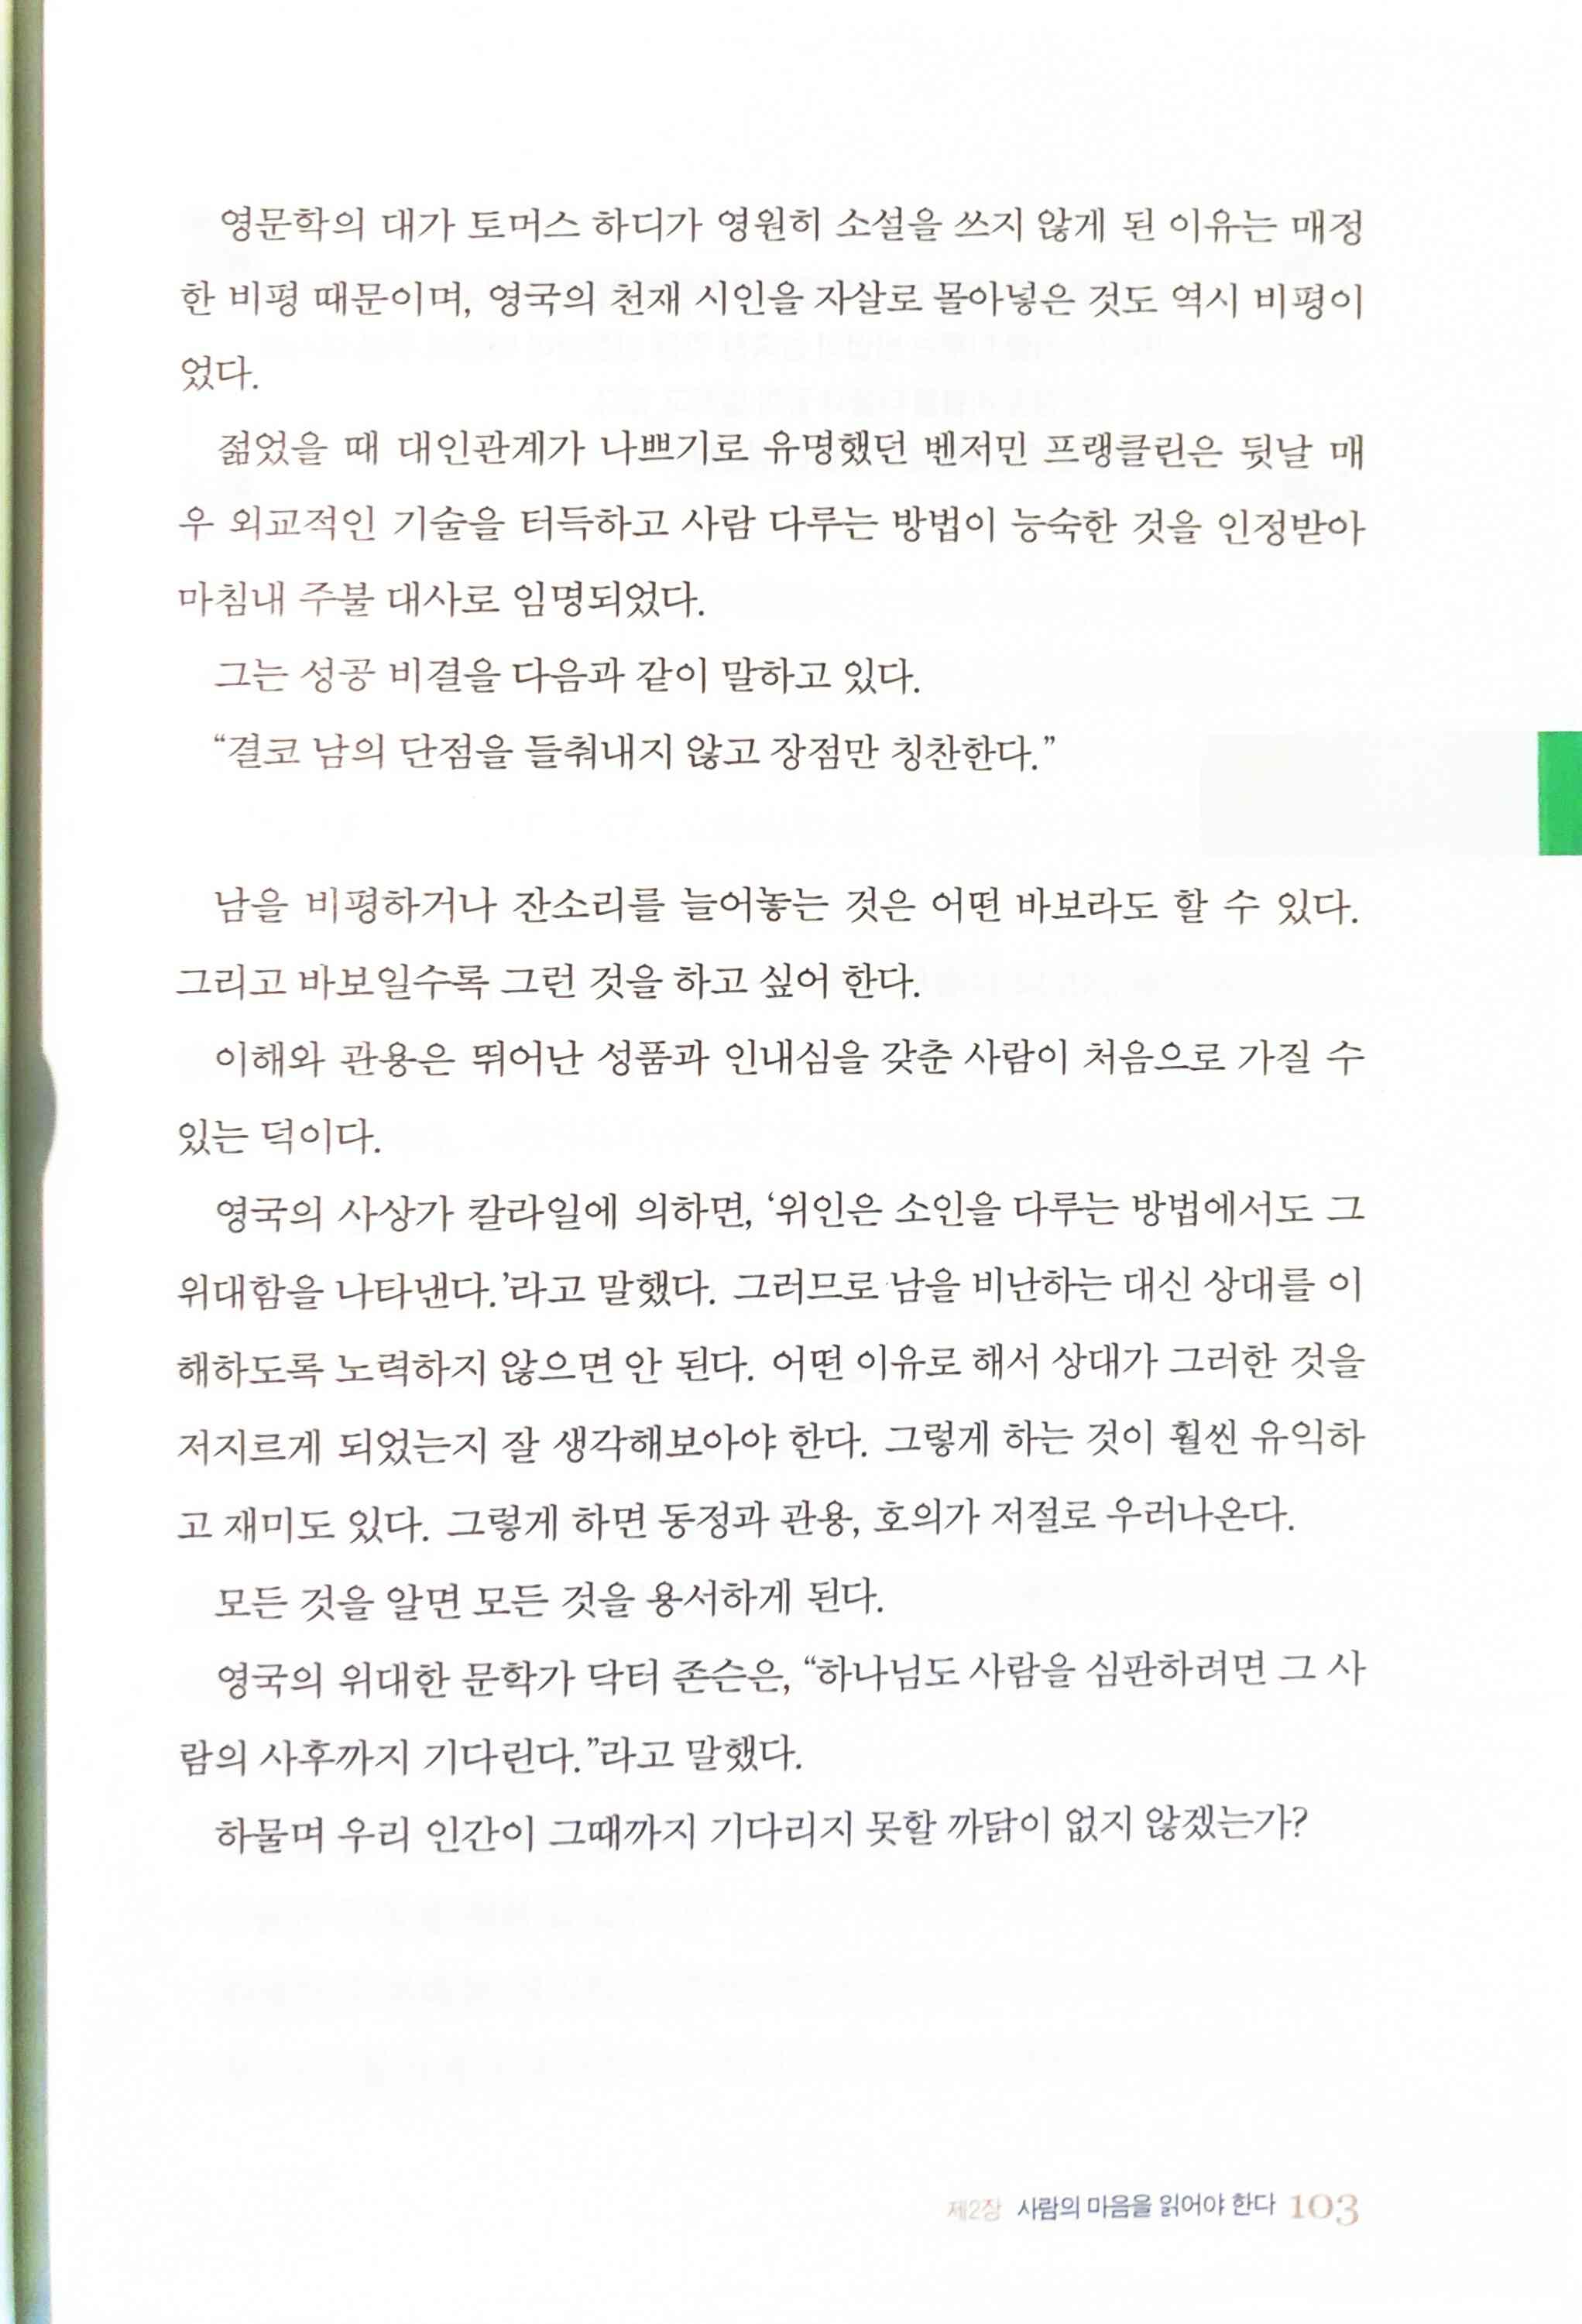 영문학의 대가 토머스 하디가 영원히 소설을 쓰지 않게 된 이유는 매정
한 비평 때문이며, 영국의 천재 시인을 자살로 몰아넣은 것도 역시 비평이
었다.
젊었을 때 대인관계가 나쁘기로 유명했던 벤저민 프랭클린은 뒷날 매
우 외교적인 기술을 터득하고 사람 다루는 방법이 능숙한 것을 인정받아
마침내 주불 대사로 임명되었다.
그는 성공 비결을 다음과 같이 말하고 있다.
“결코 남의 단점을 들춰내지 않고 장점만 칭찬한다.”
남을 비평하거나 잔소리를 늘어놓는 것은 어떤 바보라도 할 수 있다.
그리고 바보일수록 그런 것을 하고 싶어 한다.
이해와 관용은 뛰어난 성품과 인내심을 갖춘 사람이 처음으로 가질 수
있는 덕이다.
영국의 사상가 칼라일에 의하면, ‘위인은 소인을 다루는 방법에서도 그
위대함을 나타낸다.’라고 말했다. 그러므로 남을 비난하는 대신 상대를 이
해하도록 노력하지 않으면 안 된다. 어떤 이유로 해서 상대가 그러한 것을
저지르게 되었는지 잘 생각해보아야 한다. 그렇게 하는 것이 훨씬 유익하
고 재미도 있다. 그렇게 하면 동정과 관용, 호의가 저절로 우러나온다.
모든 것을 알면 모든 것을 용서하게 된다.
영국의 위대한 문학가 닥터 존슨은, “하나님도 사람을 심판하려면 그 사
람의 사후까지 기다린다.”라고 말했다.
하물며 우리 인간이 그때까지 기다리지 못할 까닭이 없지 않겠는가?
제2장 사람의 마음을 읽어야 한다 103